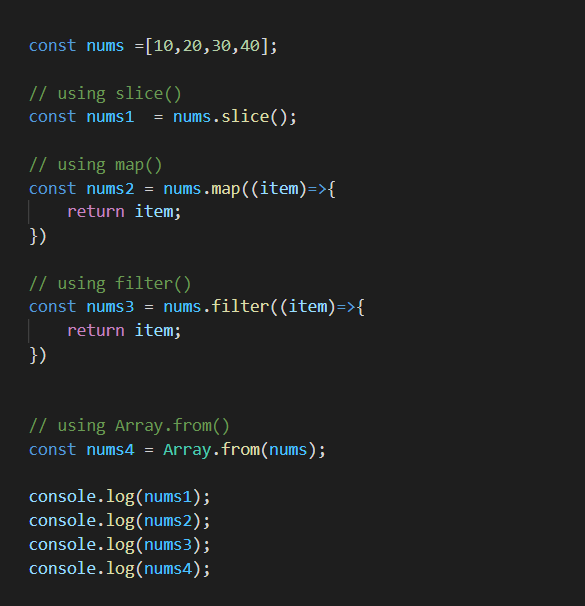 const nums =[10,20,30,40];
// using slice()
const nums1  = nums.slice();
// using map()
const nums2 = nums.map((item)=>{
    return item;
})
// using filter()
const nums3 = nums.filter((item)=>{
    return item;
})
// using Array.from()
const nums4 = Array.from(nums);
console.log(nums1);
console.log(nums2);
console.log(nums3);
console.log(nums4);